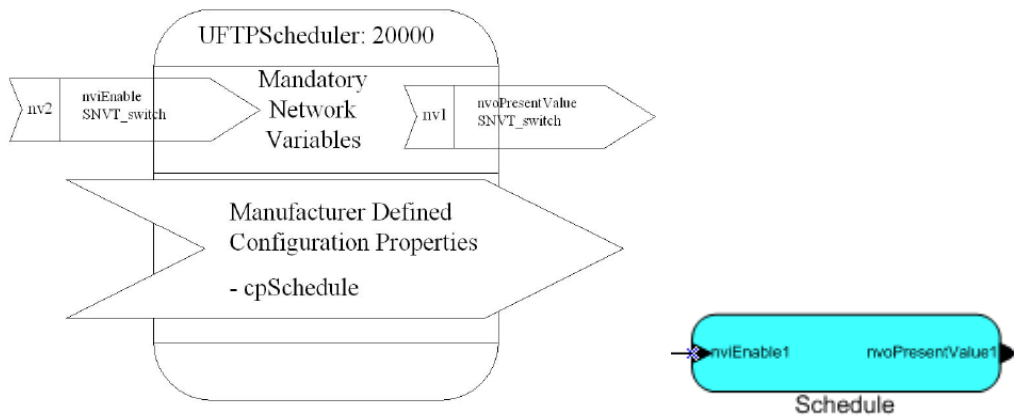 UFTPScheduler: 20000
Mandatory
Network
Variables
nv2
nviEnable
SNVT_switch
nv1
nvoPresentValue
SNVT_switch
Manufacturer Defined
Configuration Properties
- cpSchedule
nviEnable1
nvoPresentValue1
Schedule